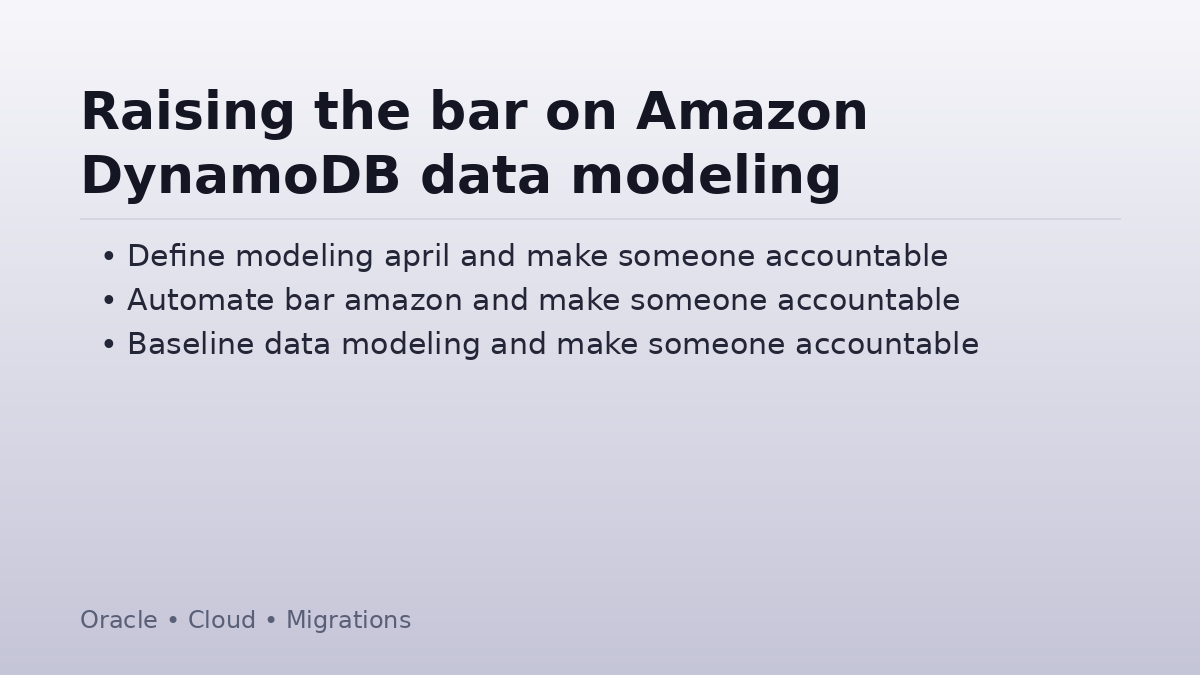 Raising the bar on Amazon
DynamoDB data modeling
• Define modeling april and make someone accountable
• Automate bar amazon and make someone accountable
• Baseline data modeling and make someone accountable
Oracle • Cloud • Migrations